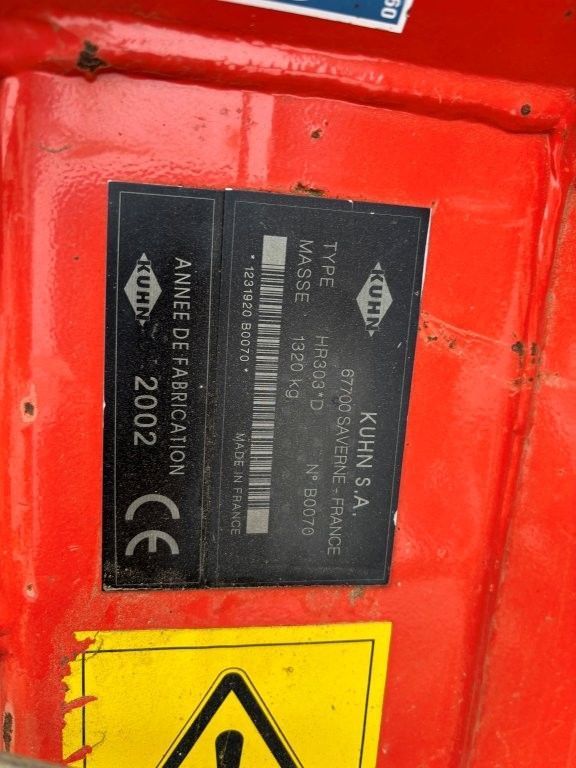 KUHN
KUHN S.A.
67700 SAVERNE - FRANCE
TYPE HR303*D N° B0070
MASSE 1320 kg
* 1231920 B0070 *
MADE IN FRANCE
ANNEE DE FABRICATION
KUHN 2002 CE